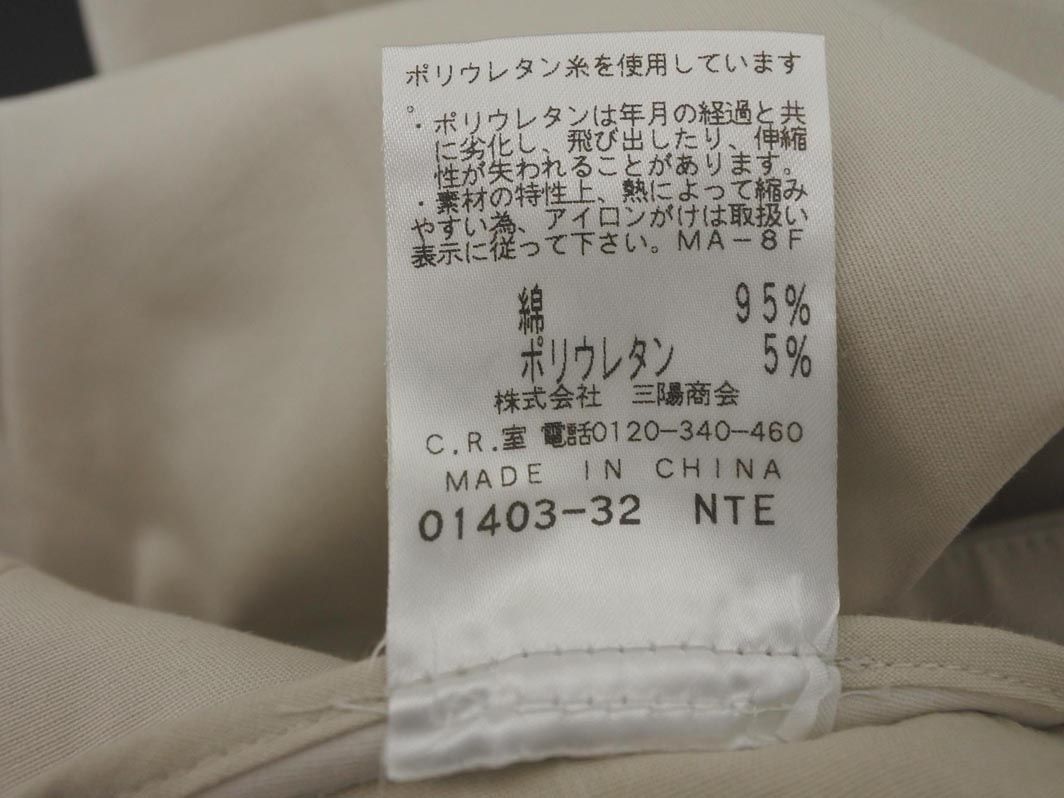 ポリウレタン糸を使用しています
。
・ポリウレタンは年月の経過と共
に劣化し、飛び出したり、伸縮
性が失われることがあります。
・素材の特性上、熱によって縮み
やすい為、アイロンがけは取扱い
表示に従って下さい。MA-8F
綿 95%
ポリウレタン 5%
株式会社 三陽商会
C.R.室 電話0120-340-460
MADE IN CHINA
01403-32 NTE